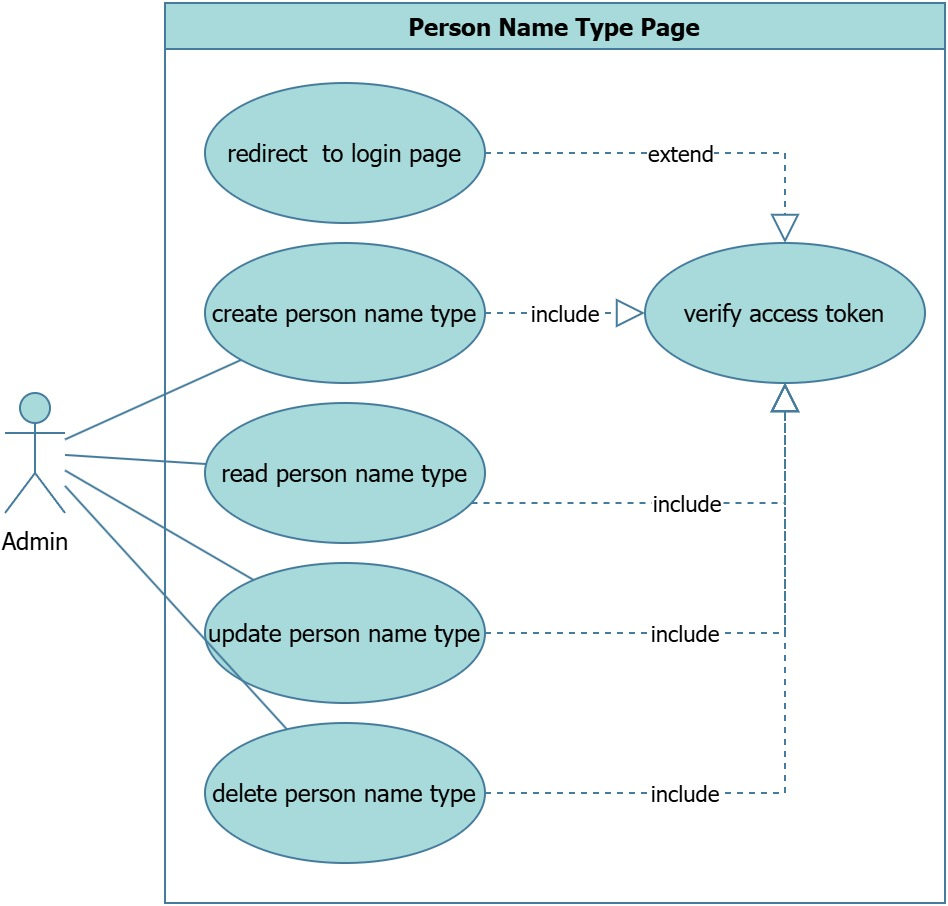 Person Name Type Page
redirect  to login page
extend
create person name type
include
verify access token
read person name type
include
Admin
update person name type
include
delete person name type
include